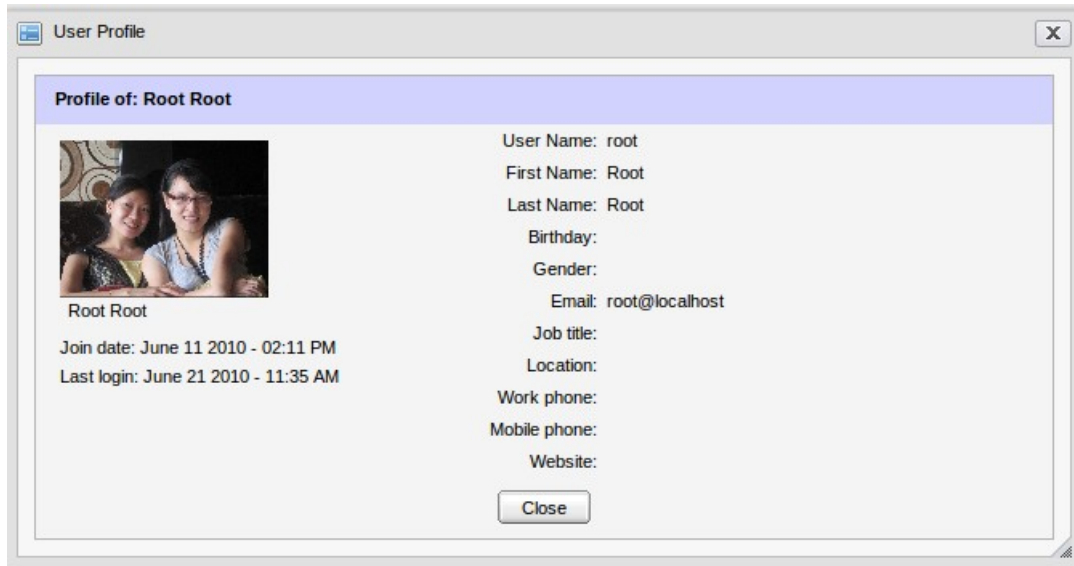 User Profile
X
Profile of: Root Root
Root Root
Join date: June 11 2010 - 02:11 PM
Last login: June 21 2010 - 11:35 AM
User Name: root
First Name: Root
Last Name: Root
Birthday:
Gender:
Email: root@localhost
Job title:
Location:
Work phone:
Mobile phone:
Website:
Close